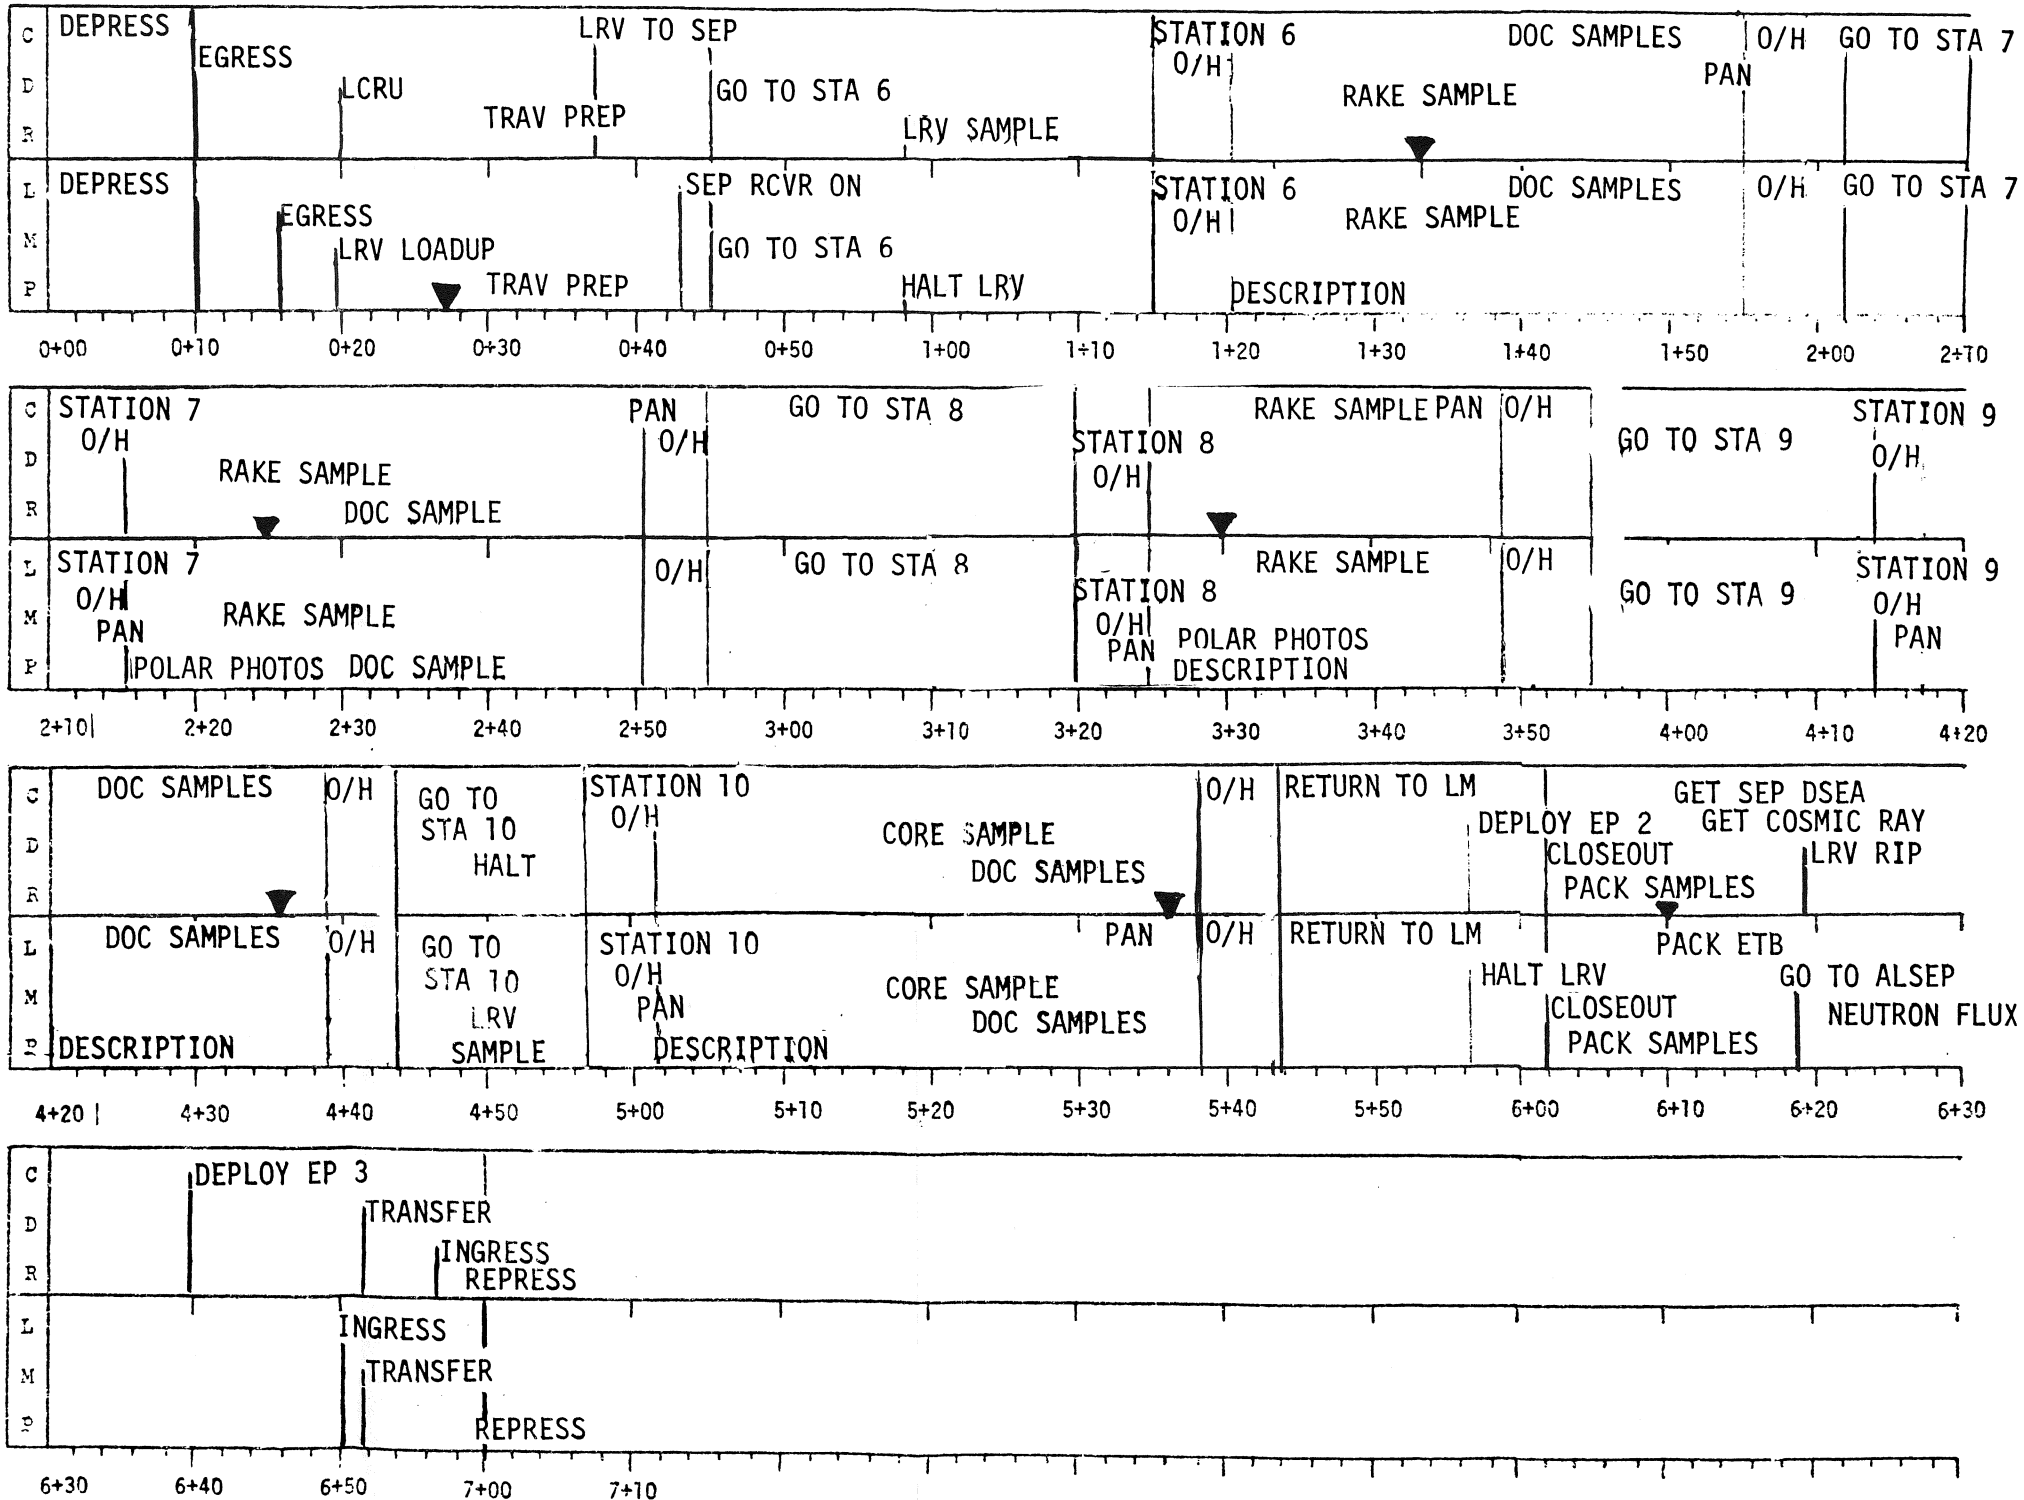 C DEPRESS LRV TO SEP STATION 6 DOC SAMPLES O/H GO TO STA 7
EGRESS O/H PAN
D LCRU GO TO STA 6 RAKE SAMPLE
TRAV PREP
R LRV SAMPLE
L DEPRESS SEP RCVR ON STATION 6 DOC SAMPLES O/H GO TO STA 7
EGRESS O/H RAKE SAMPLE
M LRV LOADUP GO TO STA 6
P TRAV PREP HALT LRV DESCRIPTION
0+00 0+10 0+20 0+30 0+40 0+50 1+00 1+10 1+20 1+30 1+40 1+50 2+00 2+10
C STATION 7 PAN GO TO STA 8 RAKE SAMPLE PAN O/H STATION 9
O/H O/H STATION 8 GO TO STA 9 O/H
D RAKE SAMPLE O/H
R DOC SAMPLE
L STATION 7 O/H GO TO STA 8 RAKE SAMPLE O/H STATION 9
O/H STATION 8 GO TO STA 9 O/H
M PAN RAKE SAMPLE O/H PAN
PAN POLAR PHOTOS
P POLAR PHOTOS DOC SAMPLE DESCRIPTION
2+10 2+20 2+30 2+40 2+50 3+00 3+10 3+20 3+30 3+40 3+50 4+00 4+10 4+20
C DOC SAMPLES O/H GO TO STATION 10 O/H RETURN TO LM GET SEP DSEA
STA 10 O/H DEPLOY EP 2 GET COSMIC RAY
D HALT CORE SAMPLE CLOSEOUT LRV RIP
R DOC SAMPLES PACK SAMPLES
L DOC SAMPLES O/H GO TO STATION 10 PAN O/H RETURN TO LM PACK ETB
STA 10 O/H HALT LRV GO TO ALSEP
M LRV PAN CORE SAMPLE CLOSEOUT NEUTRON FLUX
P DESCRIPTION SAMPLE DESCRIPTION DOC SAMPLES PACK SAMPLES
4+20 4+30 4+40 4+50 5+00 5+10 5+20 5+30 5+40 5+50 6+00 6+10 6+20 6+30
C DEPLOY EP 3
D TRANSFER
INGRESS
R REPRESS
L INGRESS
M TRANSFER
P REPRESS
6+30 6+40 6+50 7+00 7+10